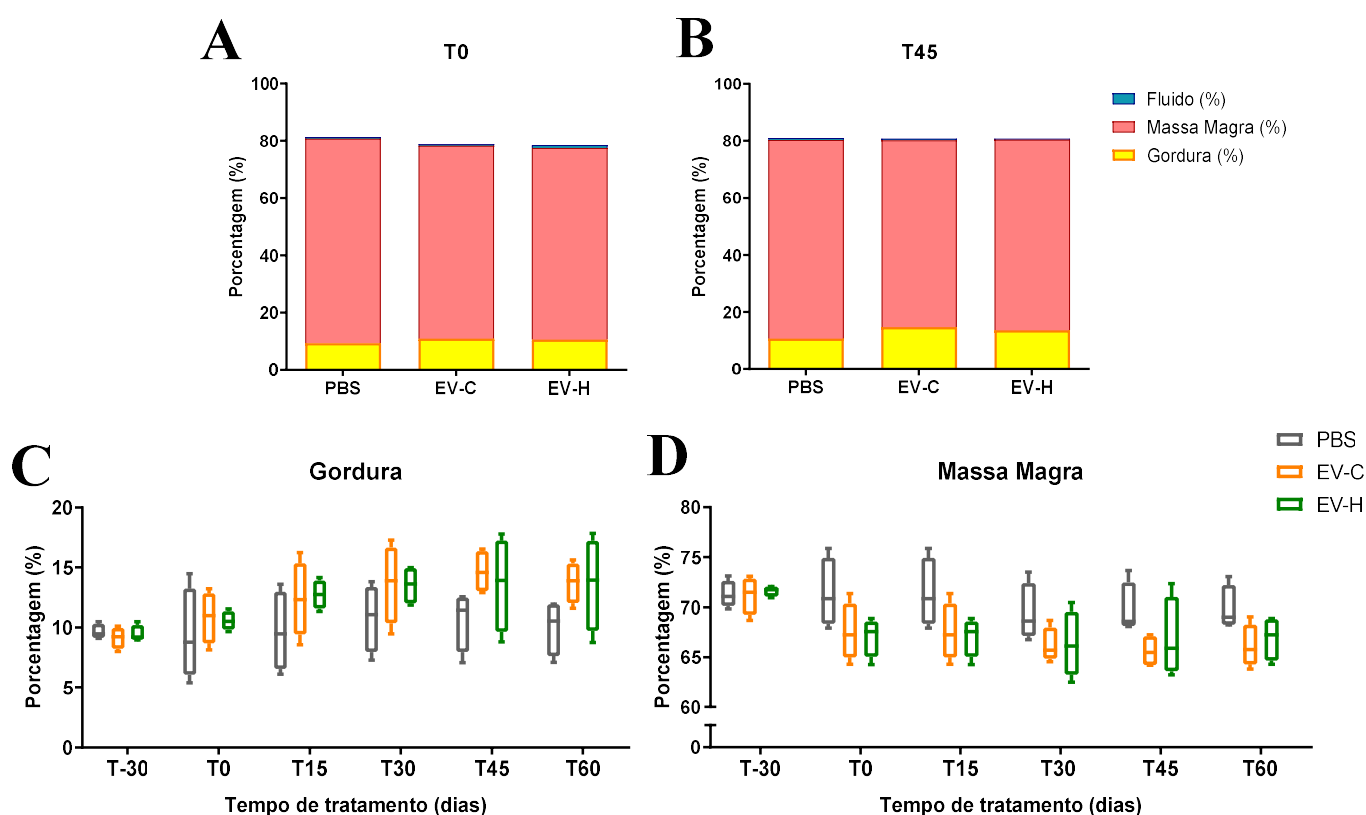 A
T0
Porcentagem (%)
100
80
60
40
20
0
PBS EV-C EV-H
B
T45
Porcentagem (%)
100
80
60
40
20
0
PBS EV-C EV-H
Fluido (%)
Massa Magra (%)
Gordura (%)
C
Gordura
Porcentagem (%)
20
15
10
5
0
T-30 T0 T15 T30 T45 T60
Tempo de tratamento (dias)
D
Massa Magra
Porcentagem (%)
80
75
70
65
60
0
T-30 T0 T15 T30 T45 T60
Tempo de tratamento (dias)
PBS
EV-C
EV-H